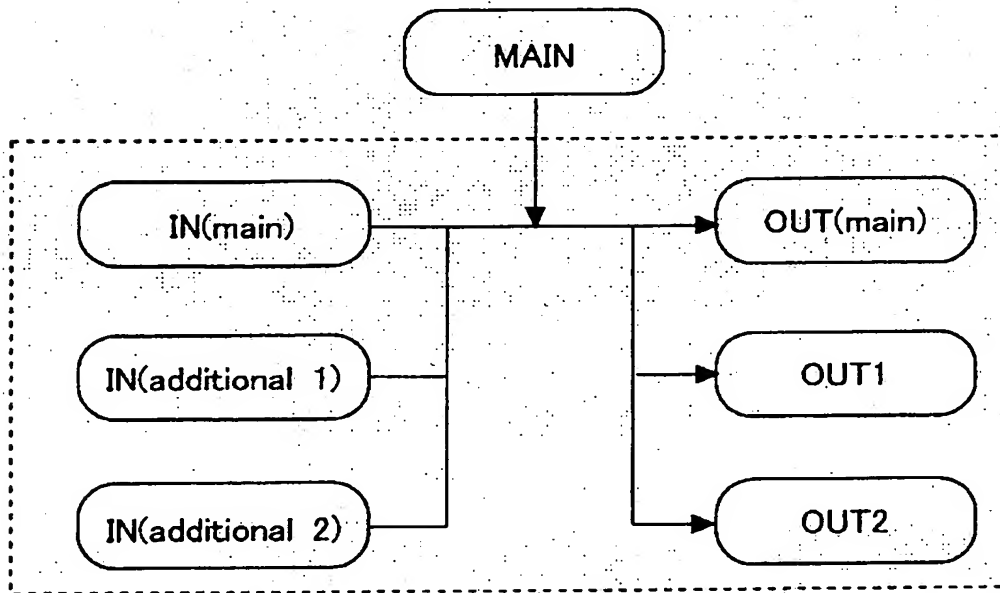 MAIN
IN(main)
OUT(main)
IN(additional 1)
OUT1
IN(additional 2)
OUT2